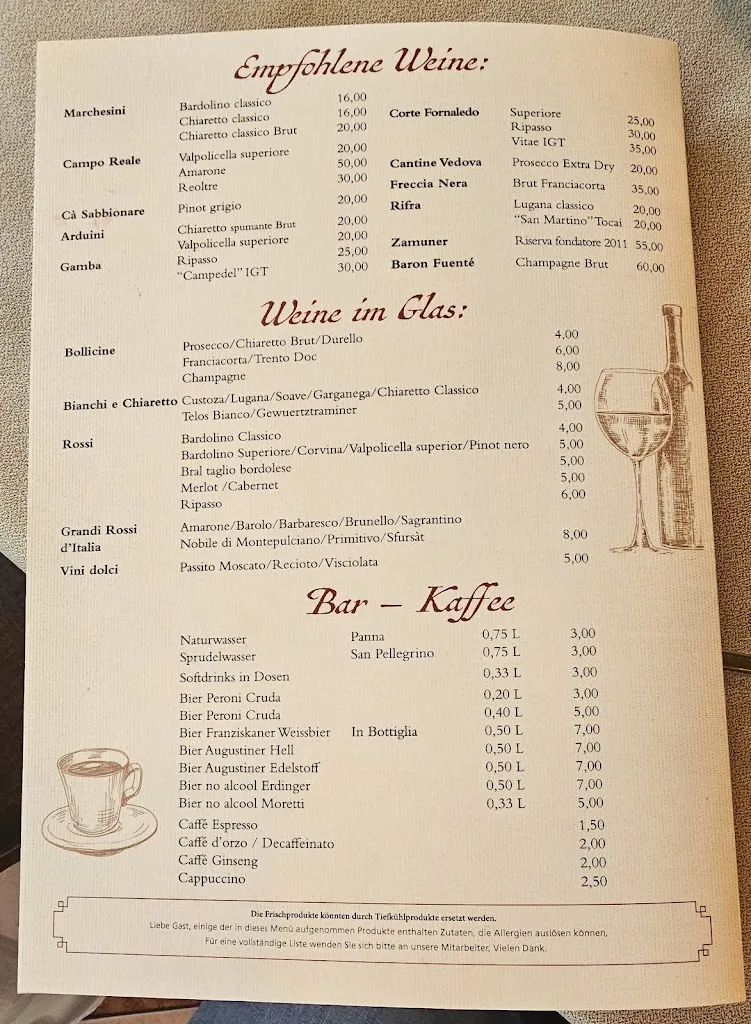 Empfohlene Weine:
Marchesini Bardolino classico 16,00
Chiaretto classico 16,00
Chiaretto classico Brut 20,00
Campo Reale Valpolicella superiore 20,00
Amarone 50,00
Reoltre 30,00
Cà Sabbionare Pinot grigio 20,00
Arduini Chiaretto spumante Brut 20,00
Valpolicella superiore 20,00
Gamba Ripasso 25,00
"Campedel" IGT 30,00
Corte Fornaledo Superiore 25,00
Ripasso 30,00
Vitae IGT 35,00
Cantine Vedova Prosecco Extra Dry 20,00
Freccia Nera Brut Franciacorta 35,00
Rifra Lugana classico 20,00
"San Martino" Tocai 20,00
Zamuner Riserva fondatore 2011 55,00
Baron Fuenté Champagne Brut 60,00
Weine im Glas:
Bollicine Prosecco/Chiaretto Brut/Durello 4,00
Franciacorta/Trento Doc 6,00
Champagne 8,00
Bianchi e Chiaretto Custoza/Lugana/Soave/Garganega/Chiaretto Classico 4,00
Telos Bianco/Gewuertztraminer 5,00
Rossi Bardolino Classico 4,00
Bardolino Superiore/Corvina/Valpolicella superior/Pinot nero 5,00
Bral taglio bordolese 5,00
Merlot /Cabernet 5,00
Ripasso 6,00
Grandi Rossi Amarone/Barolo/Barbaresco/Brunello/Sagrantino
d'Italia Nobile di Montepulciano/Primitivo/Sfursàt 8,00
Vini dolci Passito Moscato/Recioto/Visciolata 5,00
Bar – Kaffee
Naturwasser Panna 0,75 L 3,00
Sprudelwasser San Pellegrino 0,75 L 3,00
Softdrinks in Dosen 0,33 L 3,00
Bier Peroni Cruda 0,20 L 3,00
Bier Peroni Cruda 0,40 L 5,00
Bier Franziskaner Weissbier In Bottiglia 0,50 L 7,00
Bier Augustiner Hell 0,50 L 7,00
Bier Augustiner Edelstoff 0,50 L 7,00
Bier no alcool Erdinger 0,50 L 7,00
Bier no alcool Moretti 0,33 L 5,00
Caffé Espresso 1,50
Caffé d'orzo / Decaffeinato 2,00
Caffé Ginseng 2,00
Cappuccino 2,50
Die Frischprodukte könnten durch Tiefkühlprodukte ersetzt werden.
Liebe Gast, einige der in dieses Menü aufgenommen Produkte enthalten Zutaten, die Allergien auslösen können,
Für eine vollständige Liste wenden Sie sich bitte an unsere Mitarbeiter, Vielen Dank.